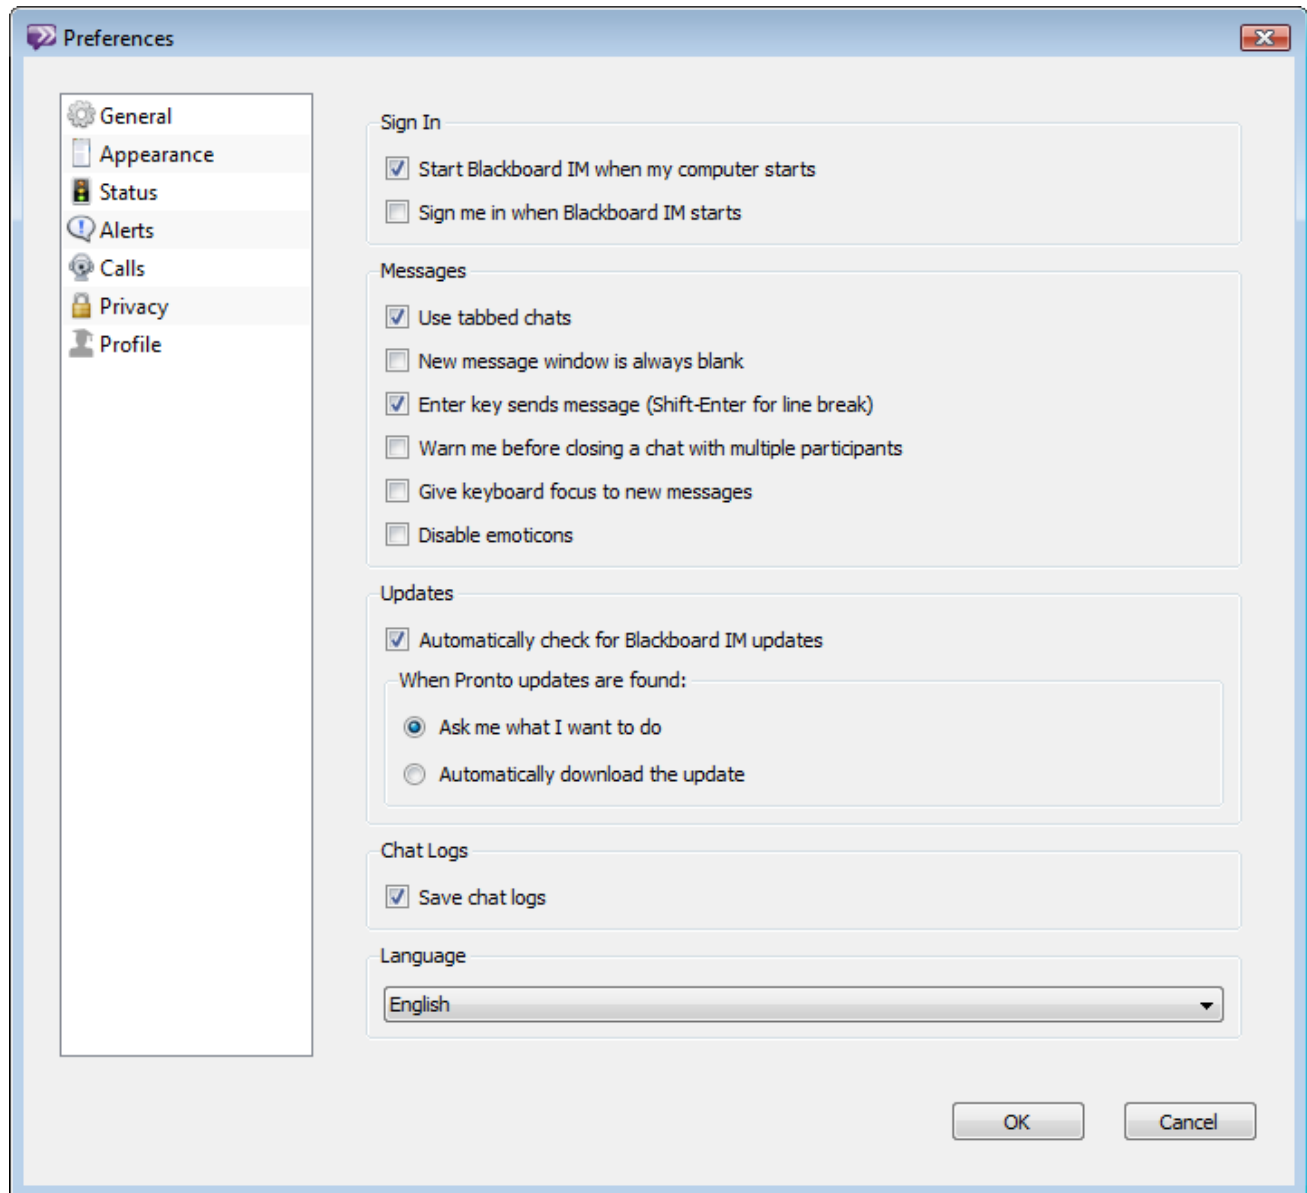 Preferences
General
Appearance
Status
Alerts
Calls
Privacy
Profile
Sign In
Start Blackboard IM when my computer starts
Sign me in when Blackboard IM starts
Messages
Use tabbed chats
New message window is always blank
Enter key sends message (Shift-Enter for line break)
Warn me before closing a chat with multiple participants
Give keyboard focus to new messages
Disable emoticons
Updates
Automatically check for Blackboard IM updates
When Pronto updates are found:
Ask me what I want to do
Automatically download the update
Chat Logs
Save chat logs
Language
English
OK
Cancel